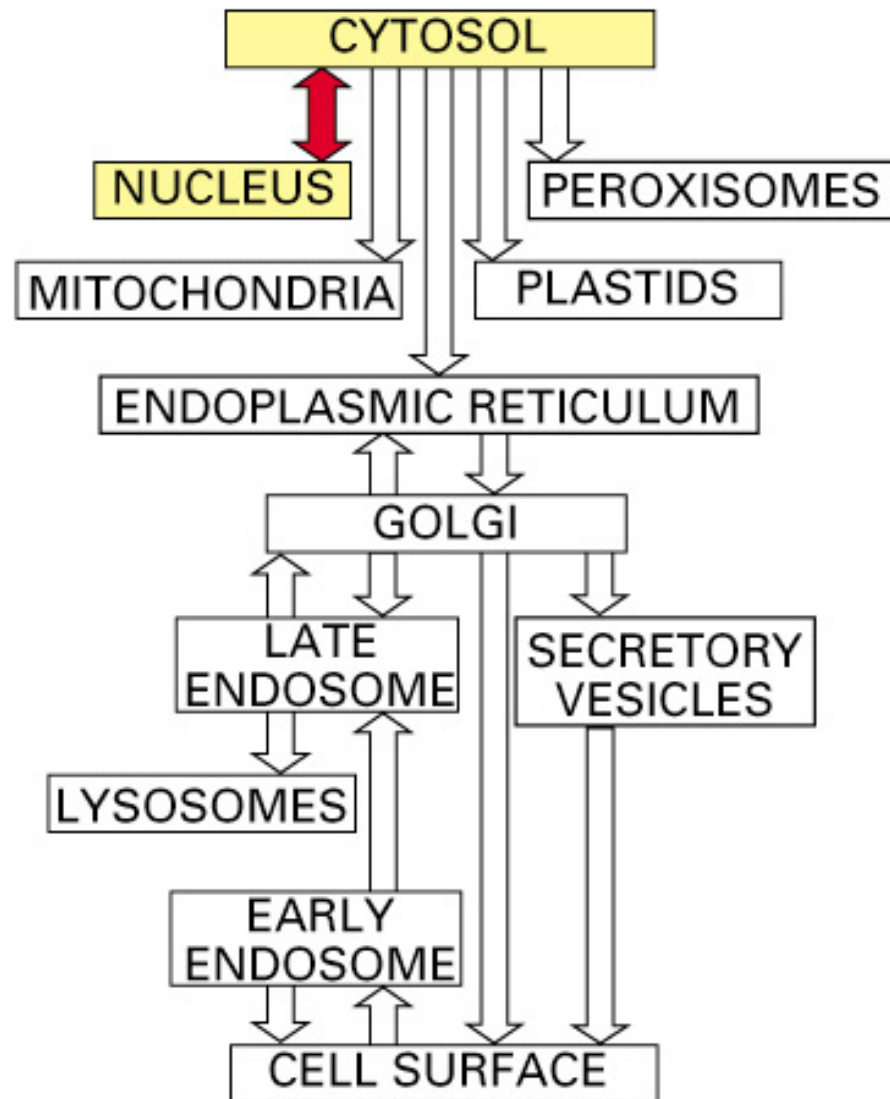 CYTOSOL
NUCLEUS
PEROXISOMES
MITOCHONDRIA
PLASTIDS
ENDOPLASMIC RETICULUM
GOLGI
LATE
ENDOSOME
SECRETORY
VESICLES
LYSOSOMES
EARLY
ENDOSOME
CELL SURFACE